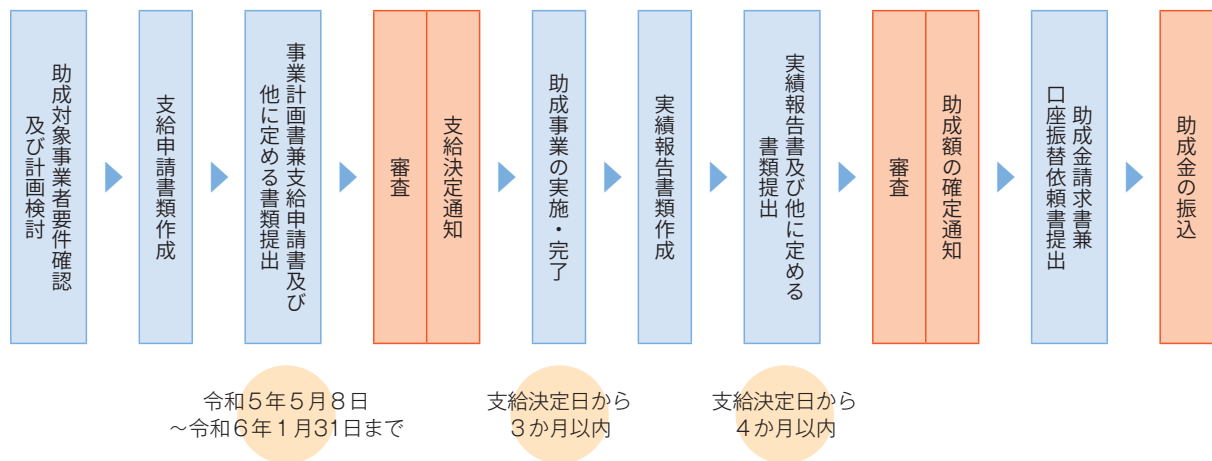 助成対象事業者要件確認
及び計画検討
支給申請書類作成
事業計画書兼支給申請書及び
他に定める書類提出
審査
支給決定通知
助成事業の実施・完了
実績報告書類作成
実績報告書及び他に定める
書類提出
審査
助成額の確定通知
助成金請求書兼
口座振替依頼書提出
助成金の振込
令和５年５月８日
～令和６年１月31日まで
支給決定日から
３か月以内
支給決定日から
４か月以内